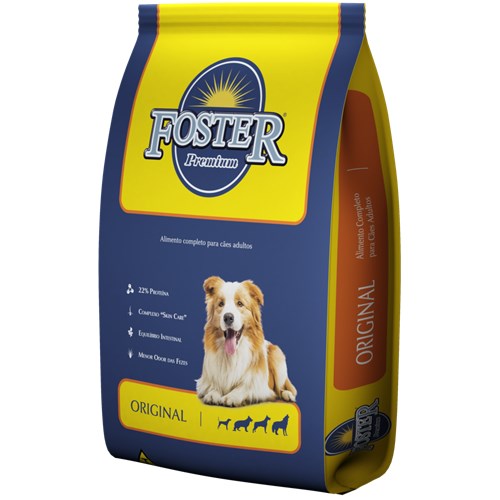 FOSTER®
Premium
Alimento completo para cães adultos
22% Proteína
Complexo "Skin Care"
Equilíbrio Intestinal
Menor Odor das Fezes
ORIGINAL
ORIGINAL
Alimento Completo
para Cães Adultos
FOSTER
Premium